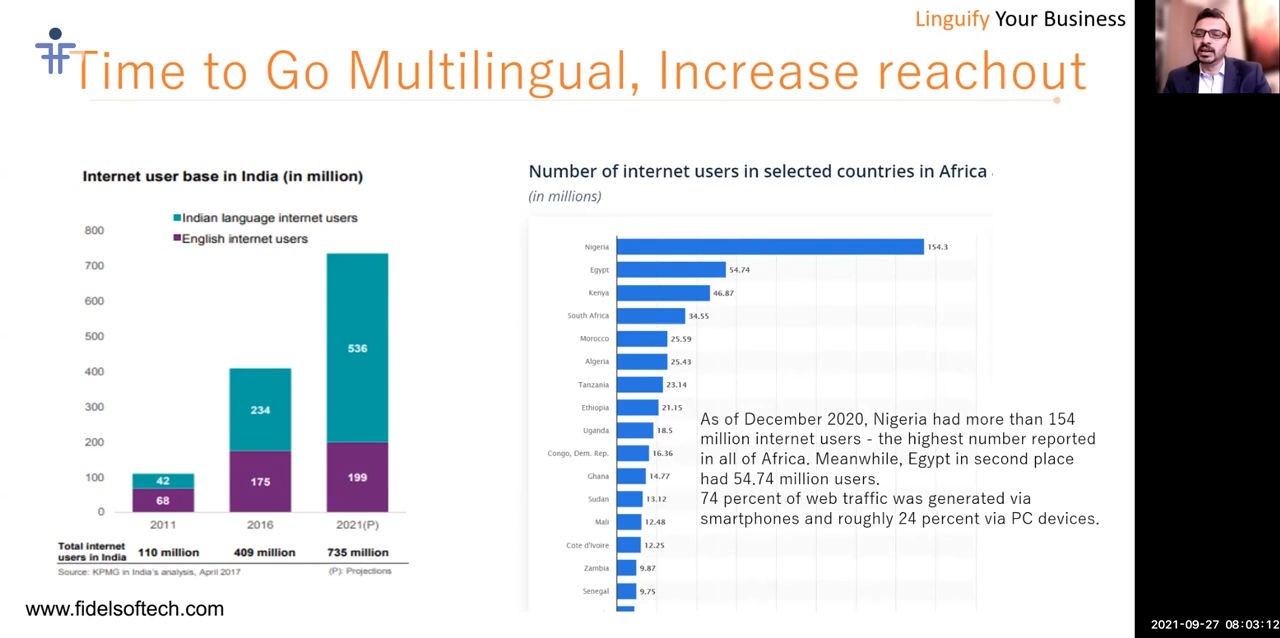 Linguify Your Business
Time to Go Multilingual, Increase reachout
Internet user base in India (in million)
Indian language internet users
English internet users
800
700
600
500
400
300
200
100
0
42
68
234
175
536
199
2011 2016 2021(P)
Total internet
users in India 110 million 409 million 735 million
Source: KPMG in India's analysis, April 2017 (P): Projections
Number of internet users in selected countries in Africa
(in millions)
Nigeria 154.3
Egypt 54.74
Kenya 46.87
South Africa 34.55
Morocco 25.59
Algeria 25.43
Tanzania 23.14
Ethiopia 21.15
Uganda 18.5
Congo, Dem. Rep. 16.36
Ghana 14.77
Sudan 13.12
Mali 12.48
Cote d'Ivoire 12.25
Zambia 9.87
Senegal 9.75
As of December 2020, Nigeria had more than 154
million internet users - the highest number reported
in all of Africa. Meanwhile, Egypt in second place
had 54.74 million users.
74 percent of web traffic was generated via
smartphones and roughly 24 percent via PC devices.
www.fidelsoftech.com
2021-09-27 08:03:12